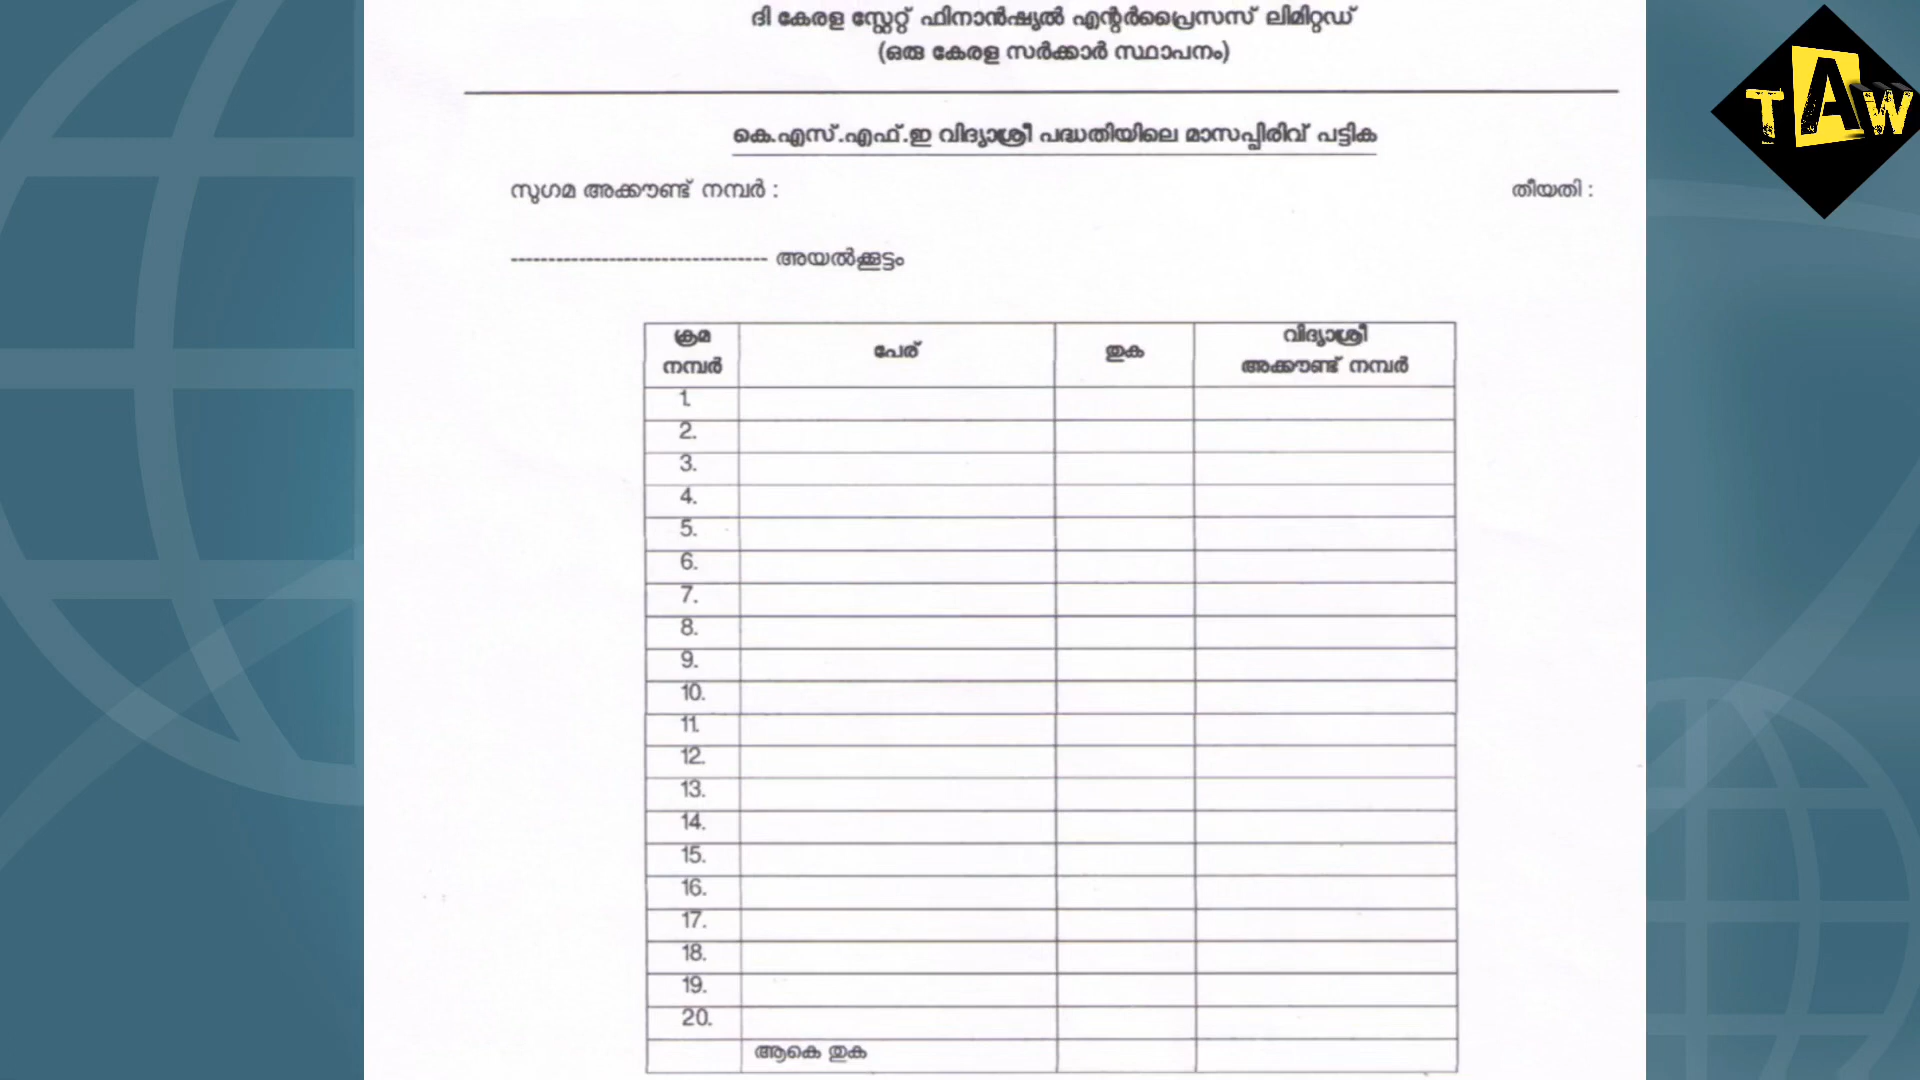 ദി കേരള സ്റ്റേറ്റ് ഫിനാൻഷ്യൽ എന്റർപ്രൈസസ് ലിമിറ്റഡ്
(ഒരു കേരള സർക്കാർ സ്ഥാപനം)
കെ.എസ്.എഫ്.ഇ വിദ്യാശ്രീ പദ്ധതിയിലെ മാസപ്പിരിവ് പട്ടിക
സുഗമ അക്കൗണ്ട് നമ്പർ : തീയതി :
---------------------------------- അയൽക്കൂട്ടം
ക്രമ നമ്പർ പേര് തുക വിദ്യാശ്രീ അക്കൗണ്ട് നമ്പർ
1.
2.
3.
4.
5.
6.
7.
8.
9.
10.
11.
12.
13.
14.
15.
16.
17.
18.
19.
20.
ആകെ തുക
TAW